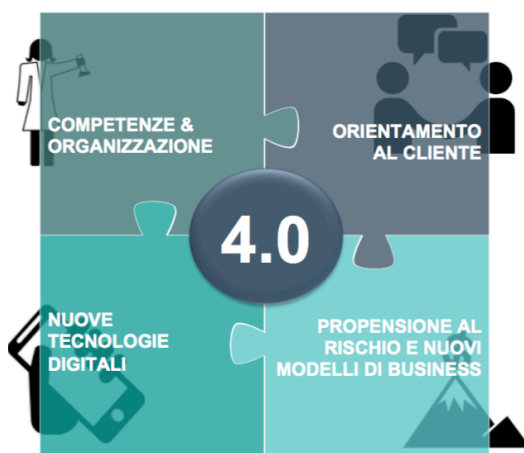 COMPETENZE &
ORGANIZZAZIONE
ORIENTAMENTO
AL CLIENTE
4.0
NUOVE
TECNOLOGIE
DIGITALI
PROPENSIONE AL
RISCHIO E NUOVI
MODELLI DI BUSINESS